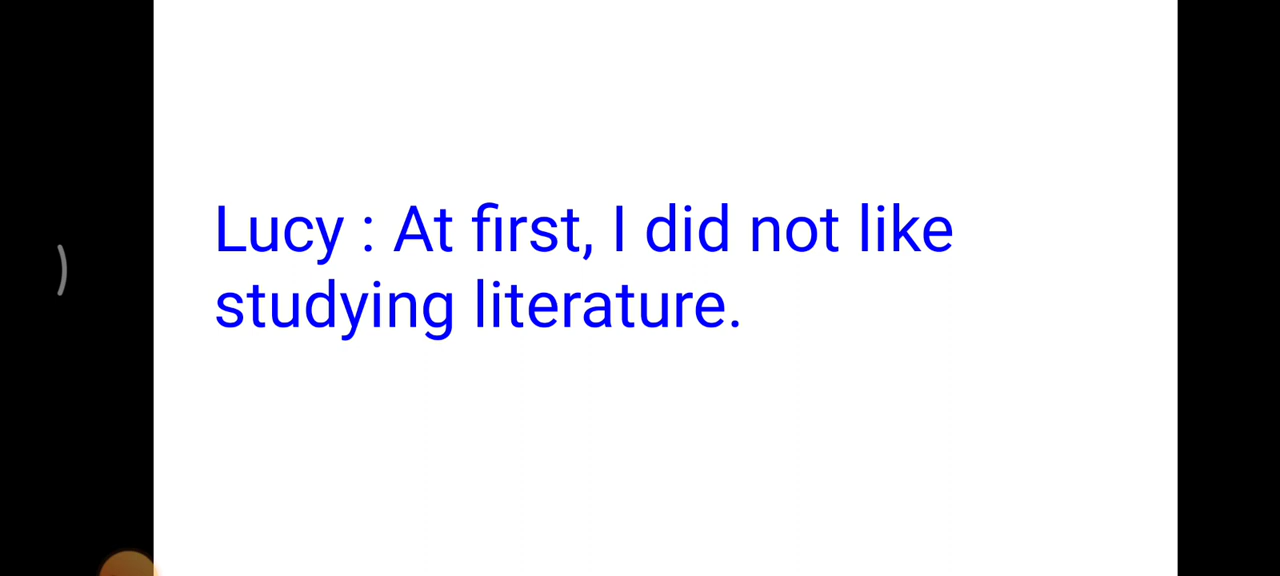 Lucy : At first, I did not like
studying literature.